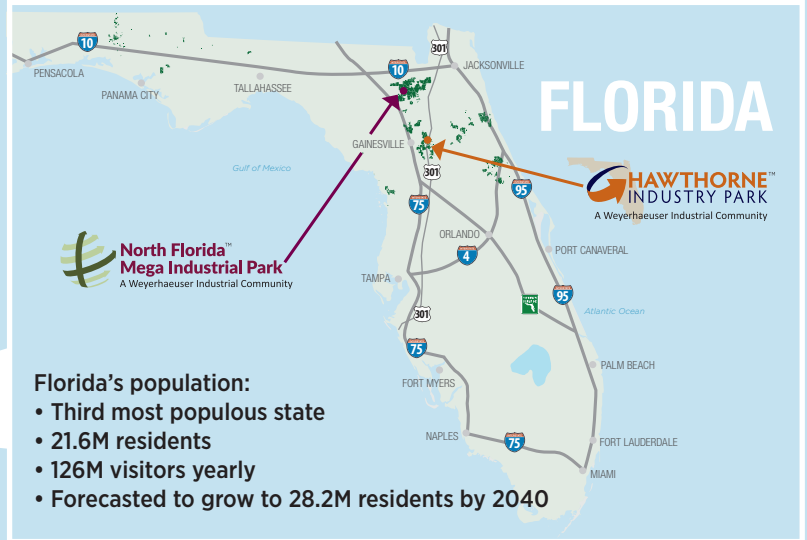 FLORIDA
10
PENSACOLA
PANAMA CITY
TALLAHASSEE
10
301
JACKSONVILLE
GAINESVILLE
Gulf of Mexico
301
75
95
HAWTHORNE™
INDUSTRY PARK
A Weyerhaeuser Industrial Community
North Florida™
Mega Industrial Park
A Weyerhaeuser Industrial Community
ORLANDO
4
PORT CANAVERAL
TAMPA
95
Atlantic Ocean
301
75
PALM BEACH
FORT MYERS
NAPLES
75
FORT LAUDERDALE
MIAMI
Florida's population:
• Third most populous state
• 21.6M residents
• 126M visitors yearly
• Forecasted to grow to 28.2M residents by 2040